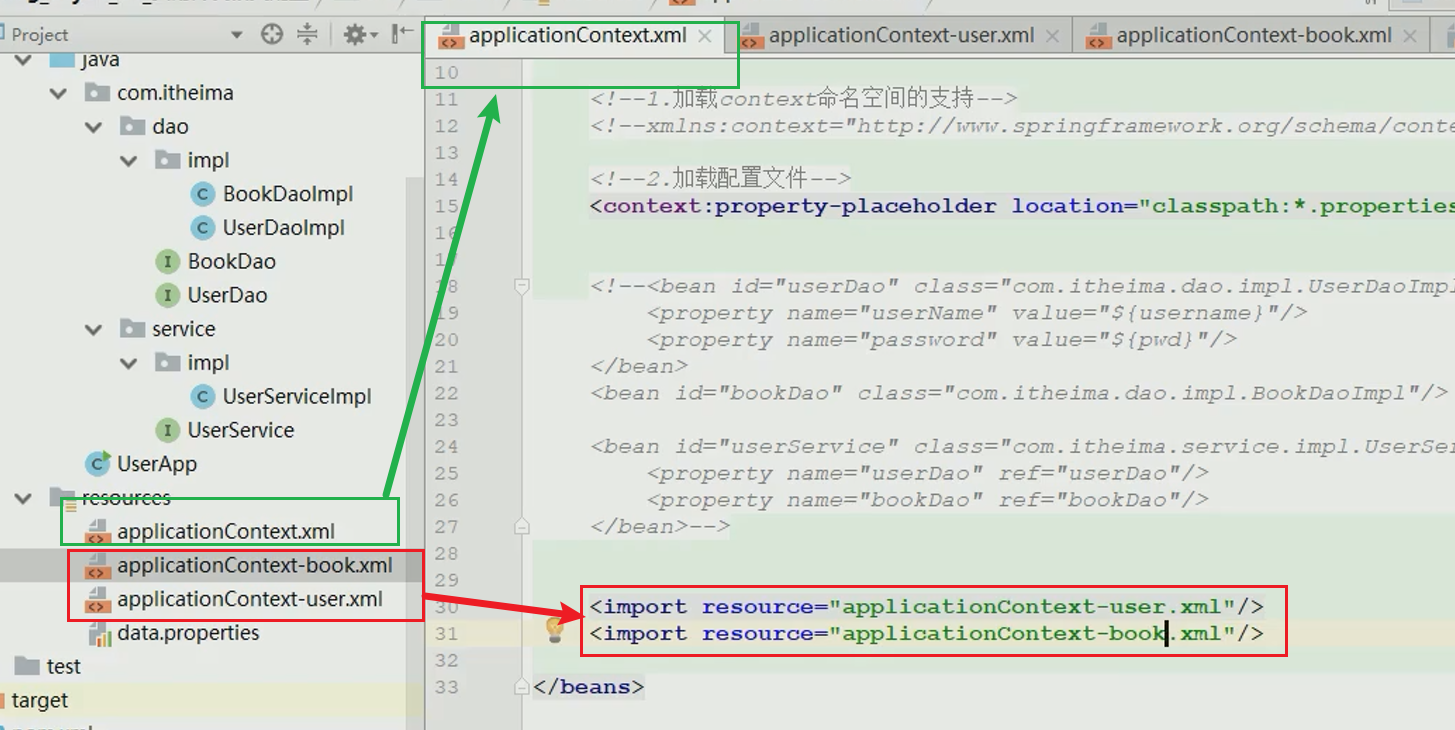 Project
java
com.itheima
dao
impl
BookDaoImpl
UserDaoImpl
BookDao
UserDao
service
impl
UserServiceImpl
UserService
UserApp
resources
applicationContext.xml
applicationContext-book.xml
applicationContext-user.xml
data.properties
test
target
applicationContext.xml
applicationContext-user.xml
applicationContext-book.xml
10
11 <!--1.加载context命名空间的支持-->
12 <!--xmlns:context="http://www.springframework.org/schema/conte
13
14 <!--2.加载配置文件-->
15 <context:property-placeholder location="classpath:*.properties
16
17
18 <!--<bean id="userDao" class="com.itheima.dao.impl.UserDaoImpl
19 <property name="userName" value="${username}"/>
20 <property name="password" value="${pwd}"/>
21 </bean>
22 <bean id="bookDao" class="com.itheima.dao.impl.BookDaoImpl"/>
23
24 <bean id="userService" class="com.itheima.service.impl.UserSer
25 <property name="userDao" ref="userDao"/>
26 <property name="bookDao" ref="bookDao"/>
27 </bean>-->
28
29
30 <import resource="applicationContext-user.xml"/>
31 <import resource="applicationContext-book.xml"/>
32
33 </beans>